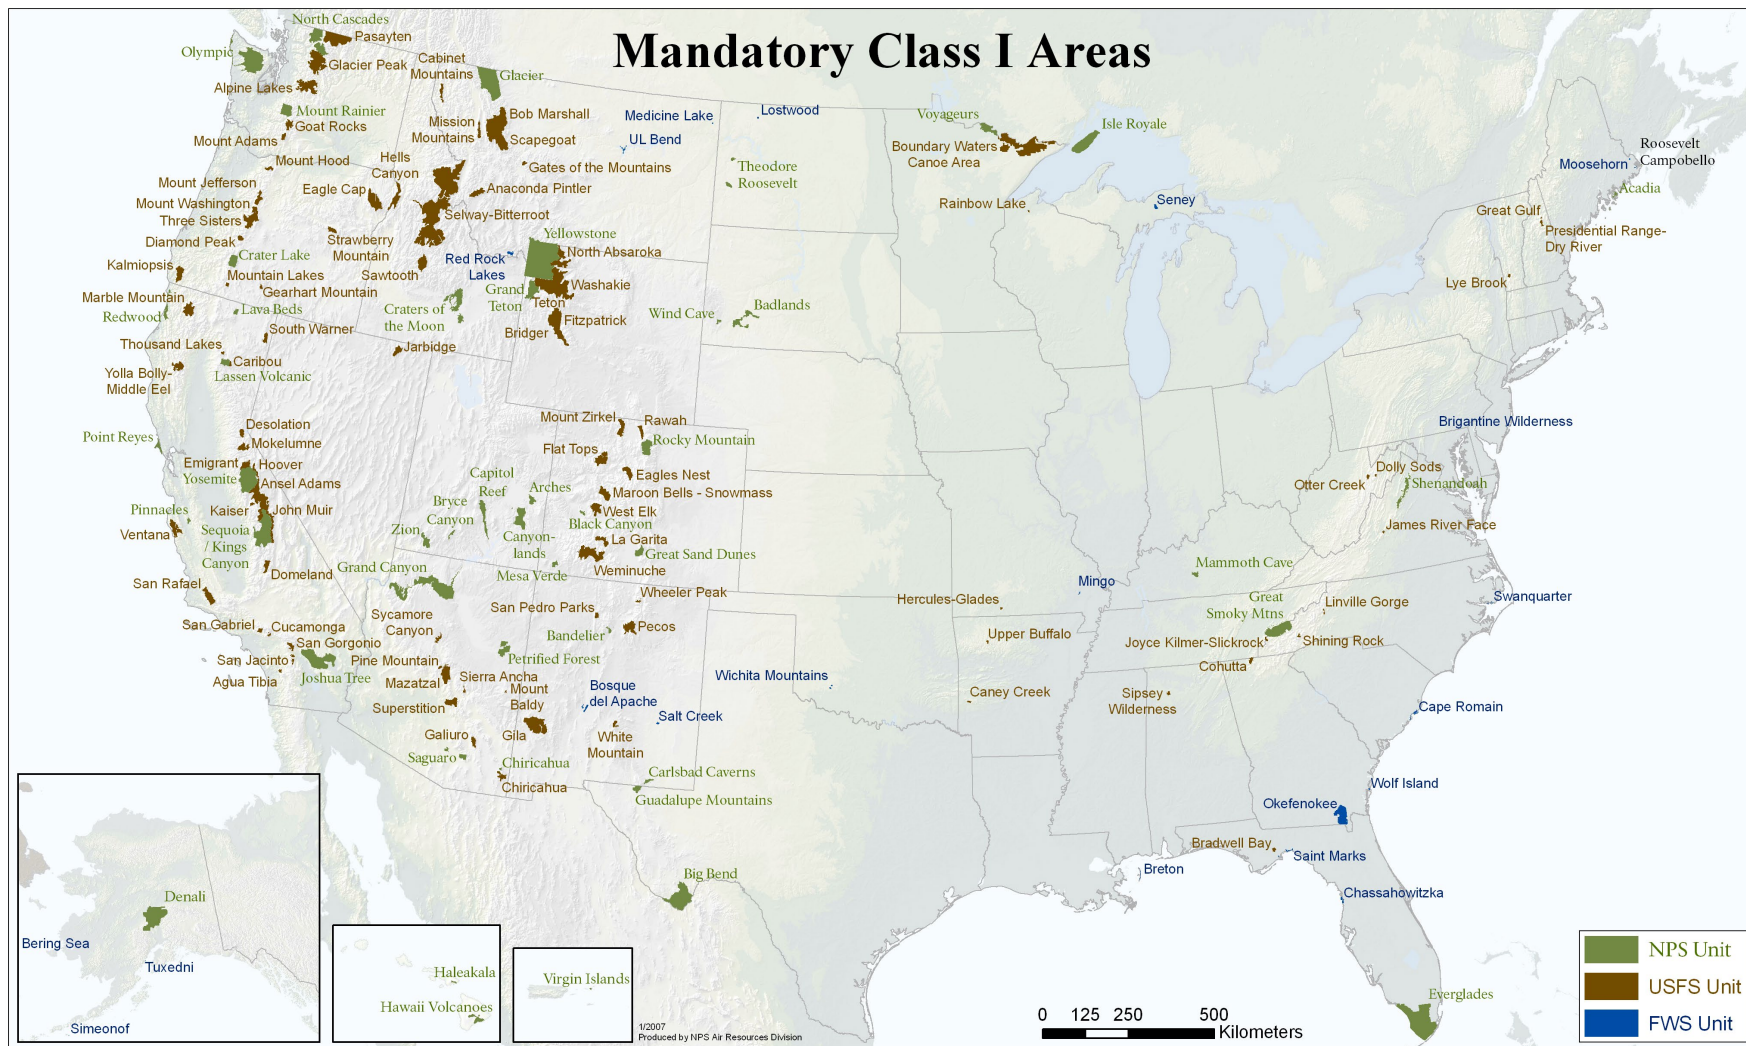 Mandatory Class I Areas
North Cascades
Pasayten
Olympic
Glacier Peak
Alpine Lakes
Mount Rainier
Goat Rocks
Mount Adams
Cabinet
Mountains
Glacier
Mission
Mountains
Bob Marshall
Scapegoat
Medicine Lake
Lostwood
UL Bend
Gates of the Mountains
Theodore
Roosevelt
Voyageurs
Boundary Waters
Canoe Area
Isle Royale
Rainbow Lake
Seney
Roosevelt
Campobello
Moosehorn
Acadia
Great Gulf
Presidential Range-
Dry River
Lye Brook
Mount Hood
Hells
Canyon
Eagle Cap
Anaconda Pintler
Mount Jefferson
Mount Washington
Three Sisters
Diamond Peak
Selway-Bitterroot
Strawberry
Mountain
Crater Lake
Kalmiopsis
Mountain Lakes
Gearhart Mountain
Sawtooth
Red Rock
Lakes
Yellowstone
North Absaroka
Washakie
Grand
Teton
Teton
Fitzpatrick
Bridger
Craters of
the Moon
Marble Mountain
Redwood
Lava Beds
South Warner
Thousand Lakes
Caribou
Lassen Volcanic
Yolla Bolly-
Middle Eel
Jarbidge
Wind Cave
Badlands
Desolation
Mokelumne
Point Reyes
Emigrant
Hoover
Yosemite
Ansel Adams
Kaiser
John Muir
Pinnacles
Ventana
Sequoia
/ Kings
Canyon
Domeland
San Rafael
San Gabriel
Cucamonga
San Gorgonio
San Jacinto
Agua Tibia
Joshua Tree
Mount Zirkel
Rawah
Rocky Mountain
Flat Tops
Eagles Nest
Maroon Bells - Snowmass
West Elk
Black Canyon
La Garita
Great Sand Dunes
Weminuche
Capitol
Reef
Arches
Bryce
Canyon
Zion
Canyon-
lands
Mesa Verde
Grand Canyon
Wheeler Peak
San Pedro Parks
Pecos
Bandelier
Sycamore
Canyon
Petrified Forest
Pine Mountain
Mazatzal
Sierra Ancha
Mount
Baldy
Superstition
Bosque
del Apache
Salt Creek
White
Mountain
Galiuro
Gila
Saguaro
Chiricahua
Chiricahua
Carlsbad Caverns
Guadalupe Mountains
Big Bend
Wichita Mountains
Hercules-Glades
Upper Buffalo
Caney Creek
Mingo
Mammoth Cave
Great
Smoky Mtns
Joyce Kilmer-Slickrock
Cohutta
Sipsey
Wilderness
Linville Gorge
Shining Rock
Brigantine Wilderness
Dolly Sods
Otter Creek
Shenandoah
James River Face
Swanquarter
Cape Romain
Wolf Island
Okefenokee
Bradwell Bay
Saint Marks
Breton
Chassahowitzka
Everglades
Denali
Bering Sea
Tuxedni
Simeonof
Haleakala
Hawaii Volcanoes
Virgin Islands
1/2007
Produced by NPS Air Resources Division
0 125 250 500
Kilometers
NPS Unit
USFS Unit
FWS Unit